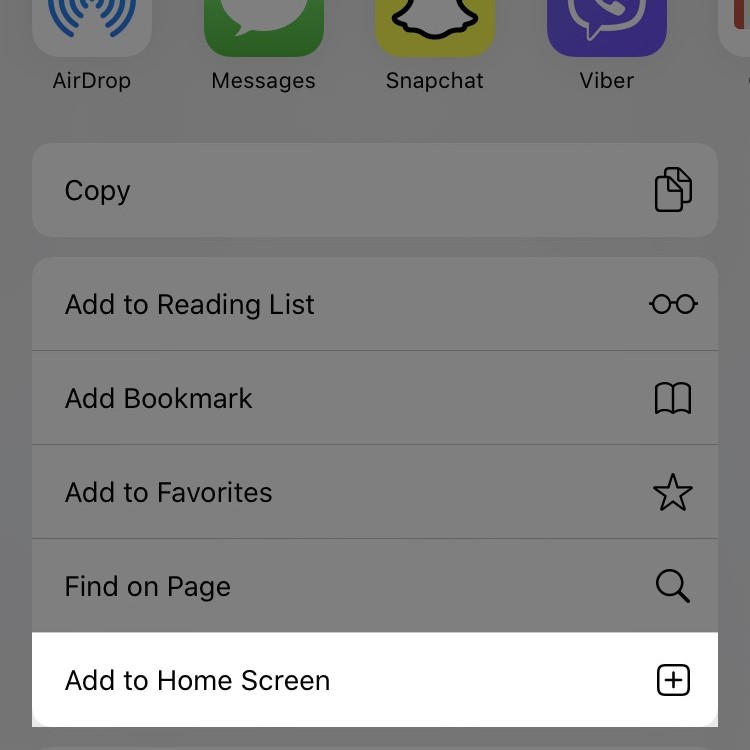 AirDrop
Messages
Snapchat
Viber
Copy
Add to Reading List
Add Bookmark
Add to Favorites
Find on Page
Add to Home Screen